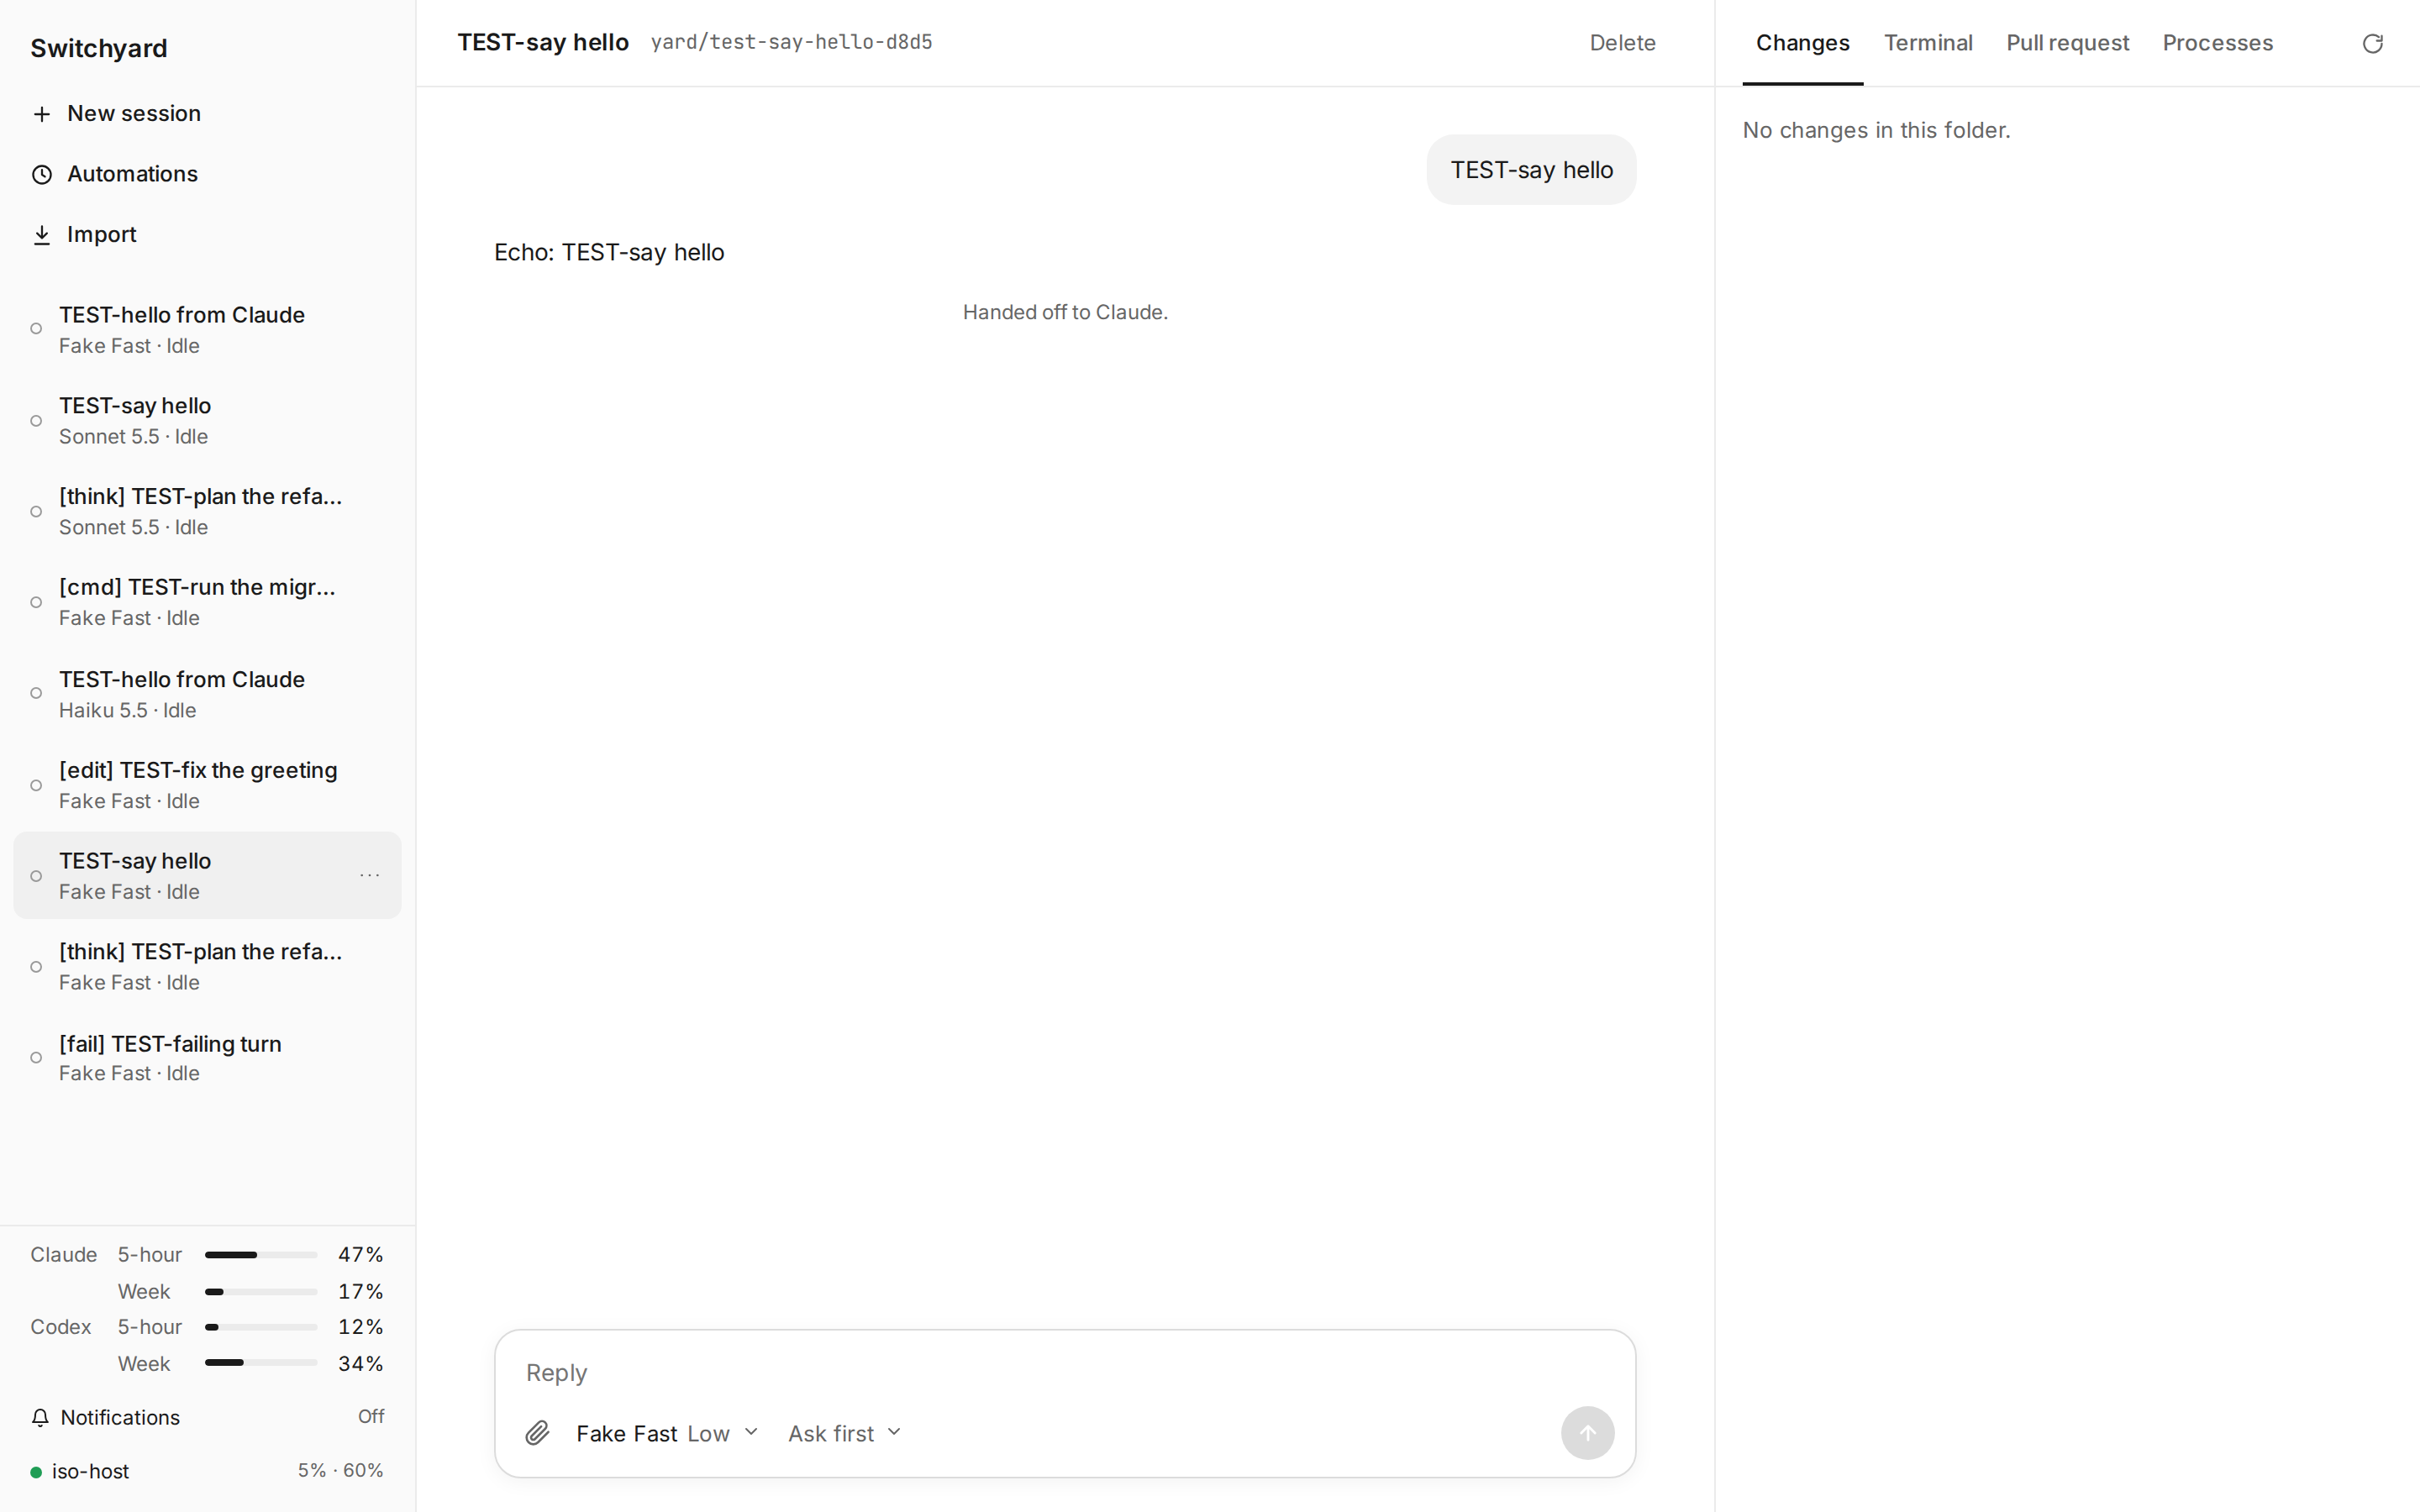 Switchyard
New session
Automations
Import
TEST-hello from Claude
Fake Fast · Idle
TEST-say hello
Sonnet 5.5 · Idle
[think] TEST-plan the refa...
Sonnet 5.5 · Idle
[cmd] TEST-run the migr...
Fake Fast · Idle
TEST-hello from Claude
Haiku 5.5 · Idle
[edit] TEST-fix the greeting
Fake Fast · Idle
TEST-say hello
Fake Fast · Idle
[think] TEST-plan the refa...
Fake Fast · Idle
[fail] TEST-failing turn
Fake Fast · Idle
Claude 5-hour 47%
Week 17%
Codex 5-hour 12%
Week 34%
Notifications Off
iso-host 5% · 60%
TEST-say hello yard/test-say-hello-d8d5 Delete
TEST-say hello
Echo: TEST-say hello
Handed off to Claude.
Reply
Fake Fast Low Ask first
Changes Terminal Pull request Processes
No changes in this folder.